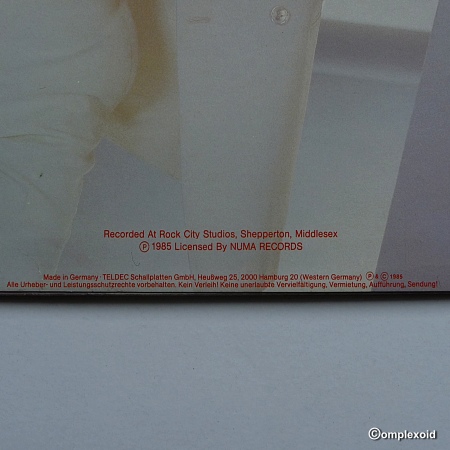 Recorded At Rock City Studios, Shepperton, Middlesex
Ⓟ 1985 Licensed By NUMA RECORDS
Made in Germany · TELDEC Schallplatten GmbH, Heußweg 25, 2000 Hamburg 20 (Western Germany) Ⓟ & Ⓒ 1985
Alle Urheber- und Leistungsschutzrechte vorbehalten. Kein Verleih! Keine unerlaubte Vervielfältigung, Vermietung, Aufführung, Sendung!
Ⓒomplexoid